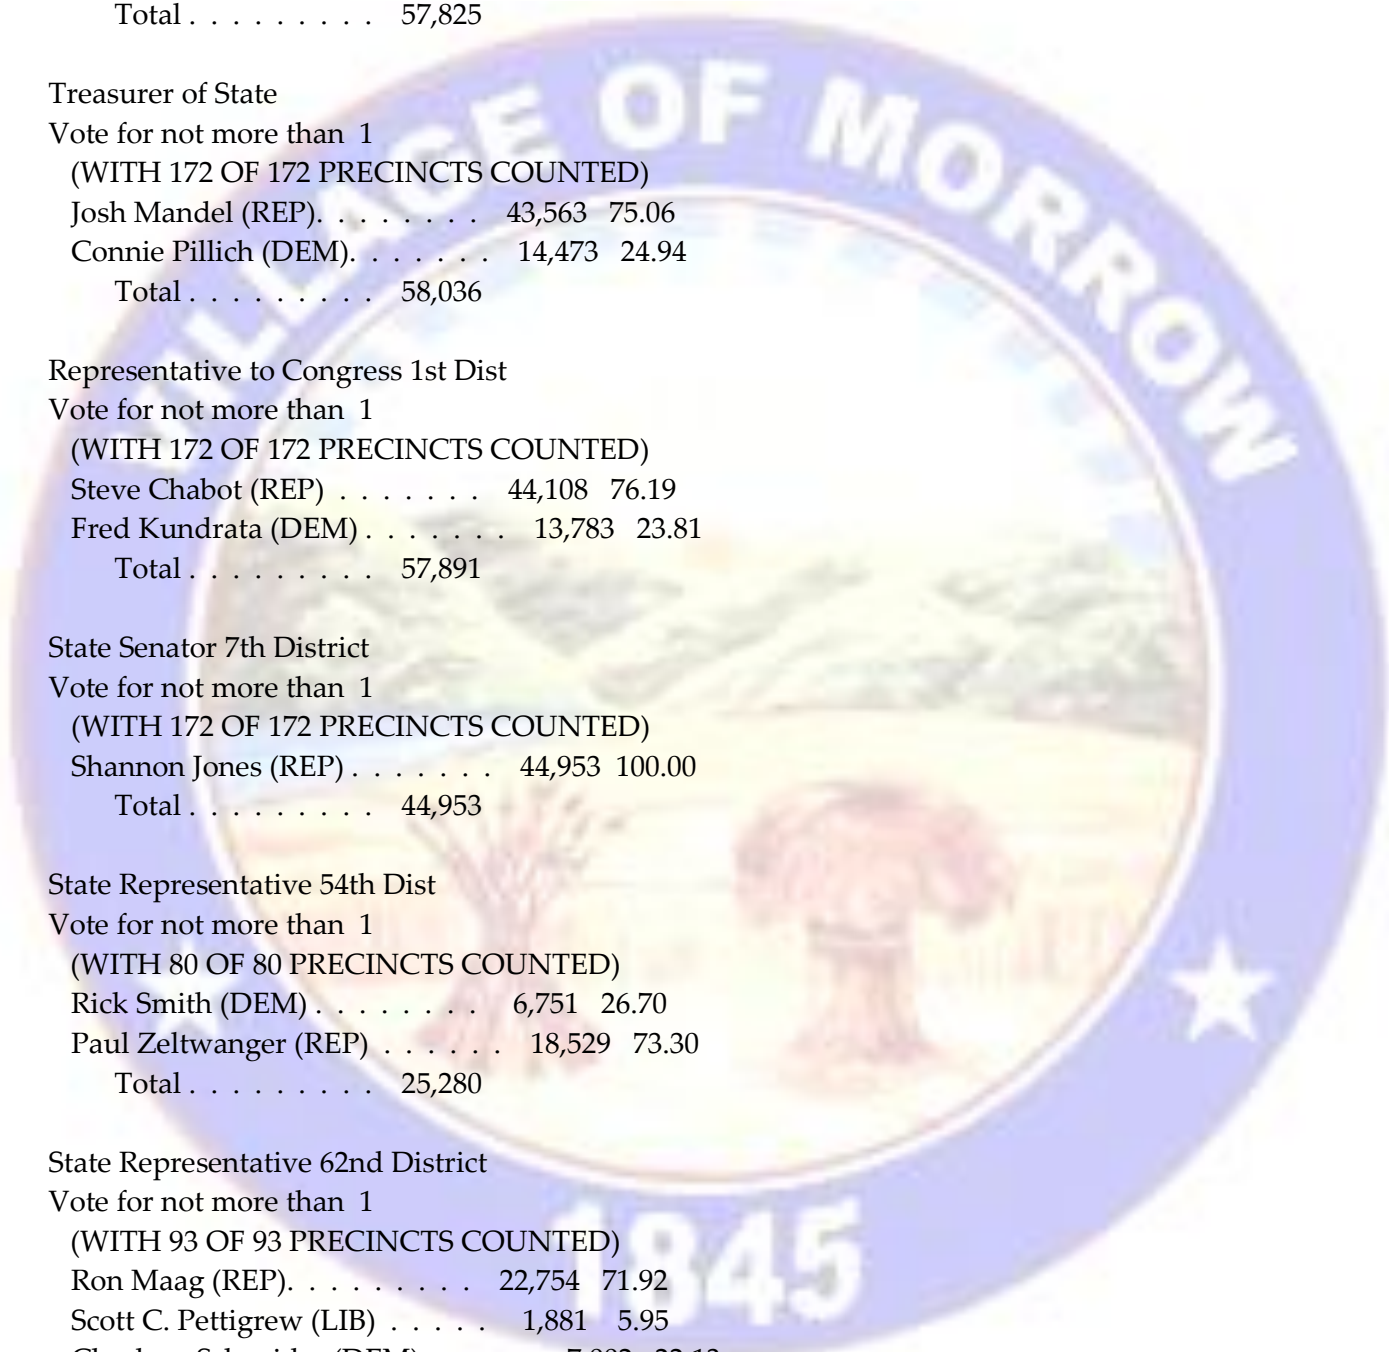 Total . . . . . . . . . 57,825
Treasurer of State
Vote for not more than 1
(WITH 172 OF 172 PRECINCTS COUNTED)
Josh Mandel (REP). . . . . . . . 43,563 75.06
Connie Pillich (DEM). . . . . . . 14,473 24.94
Total . . . . . . . . . 58,036
Representative to Congress 1st Dist
Vote for not more than 1
(WITH 172 OF 172 PRECINCTS COUNTED)
Steve Chabot (REP) . . . . . . . 44,108 76.19
Fred Kundrata (DEM) . . . . . . . 13,783 23.81
Total . . . . . . . . . 57,891
State Senator 7th District
Vote for not more than 1
(WITH 172 OF 172 PRECINCTS COUNTED)
Shannon Jones (REP) . . . . . . . 44,953 100.00
Total . . . . . . . . . 44,953
State Representative 54th Dist
Vote for not more than 1
(WITH 80 OF 80 PRECINCTS COUNTED)
Rick Smith (DEM) . . . . . . . . 6,751 26.70
Paul Zeltwanger (REP) . . . . . . 18,529 73.30
Total . . . . . . . . . 25,280
State Representative 62nd District
Vote for not more than 1
(WITH 93 OF 93 PRECINCTS COUNTED)
Ron Maag (REP). . . . . . . . . 22,754 71.92
Scott C. Pettigrew (LIB) . . . . . 1,881 5.95
VILLAGE OF MORROW
1845